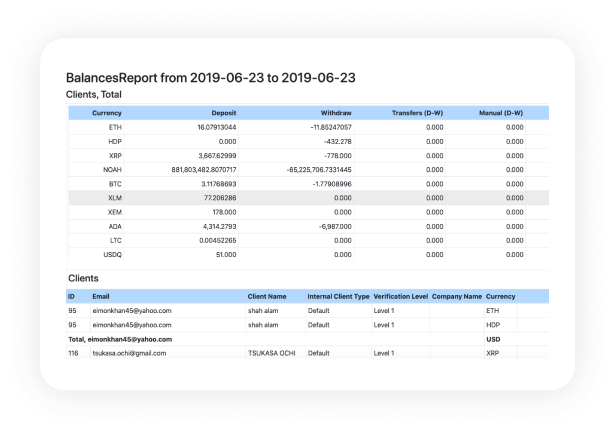 BalancesReport from 2019-06-23 to 2019-06-23
Clients, Total
Currency Deposit Withdraw Transfers (D-W) Manual (D-W)
ETH 16.07913044 -11.85247057 0.000 0.000
HDP 0.000 -432.278 0.000 0.000
XRP 3,667.62999 -778.000 0.000 0.000
NOAH 881,803,482.8070717 -65,225,706.7331445 0.000 0.000
BTC 3.11768693 -1.77908996 0.000 0.000
XLM 77.206286 0.000 0.000 0.000
XEM 178.000 0.000 0.000 0.000
ADA 4,314.2793 -6,987.000 0.000 0.000
LTC 0.00452265 0.000 0.000 0.000
USDQ 51.000 0.000 0.000 0.000
Clients
ID Email Client Name Internal Client Type Verification Level Company Name Currency
95 eimonkhan45@yahoo.com shah alam Default Level 1 ETH
95 eimonkhan45@yahoo.com shah alam Default Level 1 HDP
Total, eimonkhan45@yahoo.com USD
116 tsukasa.ochi@gmail.com TSUKASA OCHI Default Level 1 XRP